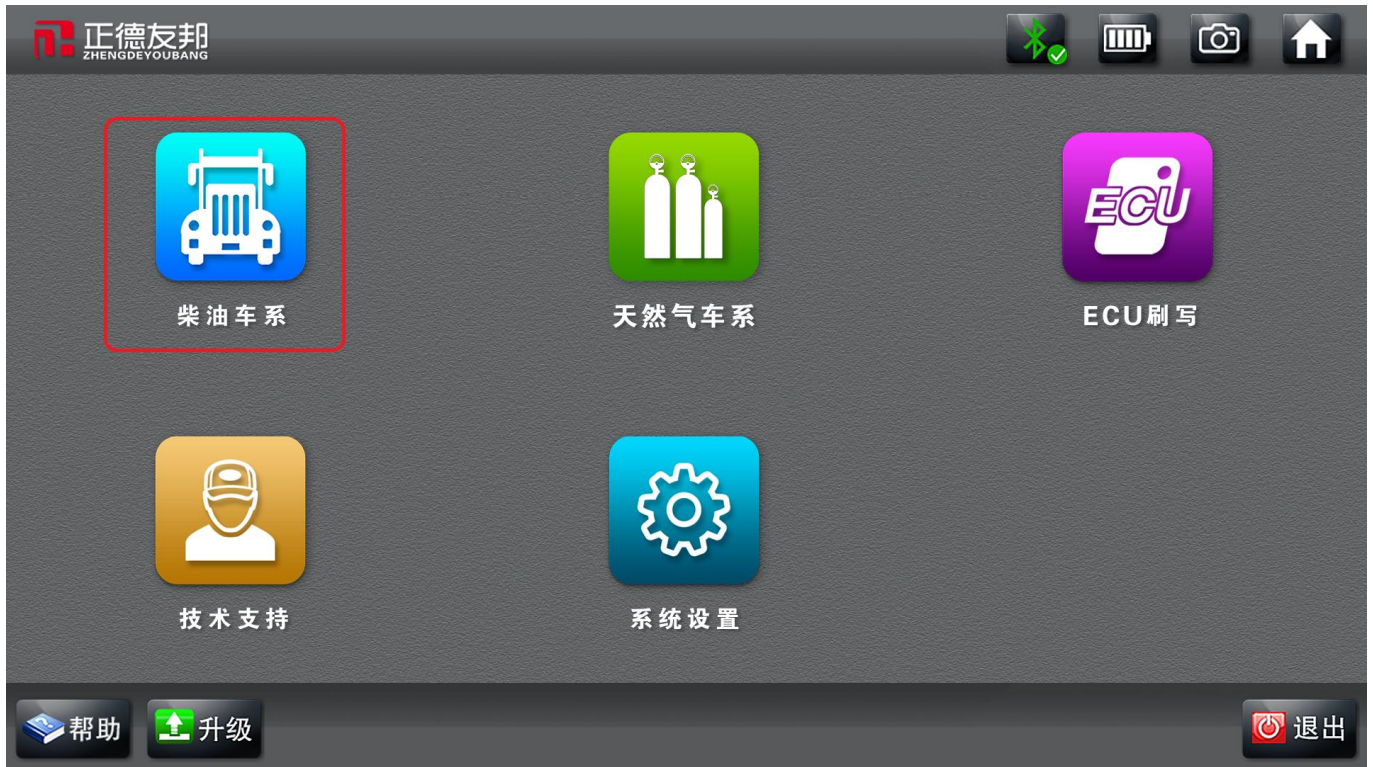 正德友邦
ZHENGDEYOUBANG
柴油车系
天然气车系
ECU
ECU刷写
技术支持
系统设置
帮助
升级
退出